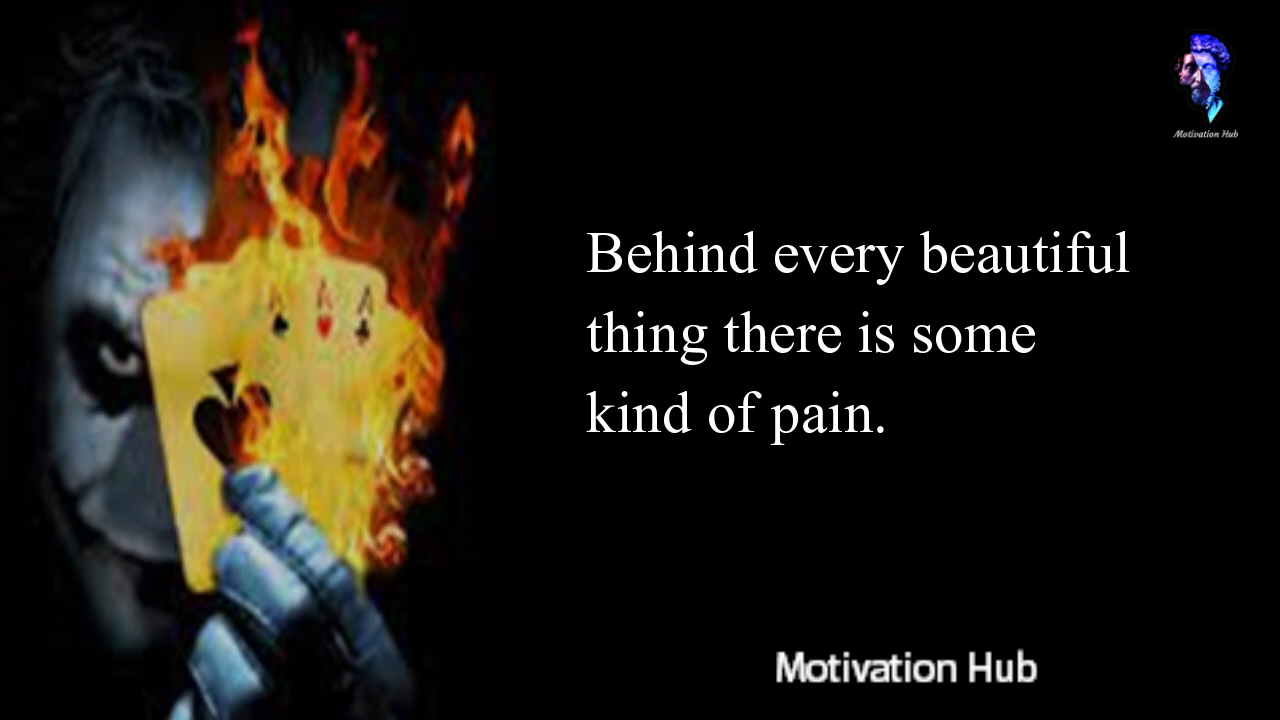 Motivation Hub
Behind every beautiful
thing there is some
kind of pain.
Motivation Hub